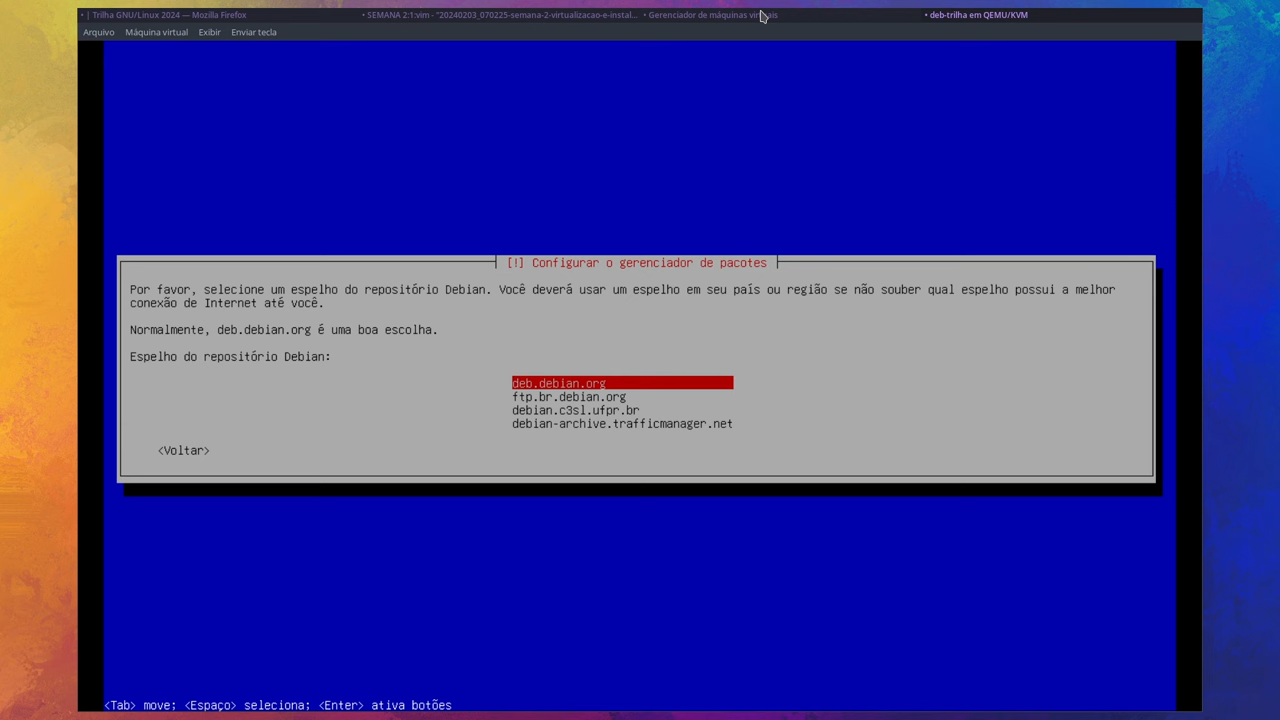 • | Trilha GNU/Linux 2024 — Mozilla Firefox
• SEMANA 2:1:vim - "20240203_070225-semana-2-virtualizacao-e-instal...
• Gerenciador de máquinas virtuais
• deb-trilha em QEMU/KVM
Arquivo Máquina virtual Exibir Enviar tecla
[!] Configurar o gerenciador de pacotes
Por favor, selecione um espelho do repositório Debian. Você deverá usar um espelho em seu país ou região se não souber qual espelho possui a melhor
conexão de Internet até você.
Normalmente, deb.debian.org é uma boa escolha.
Espelho do repositório Debian:
deb.debian.org
ftp.br.debian.org
debian.c3sl.ufpr.br
debian-archive.trafficmanager.net
<Voltar>
<Tab> move; <Espaço> seleciona; <Enter> ativa botões